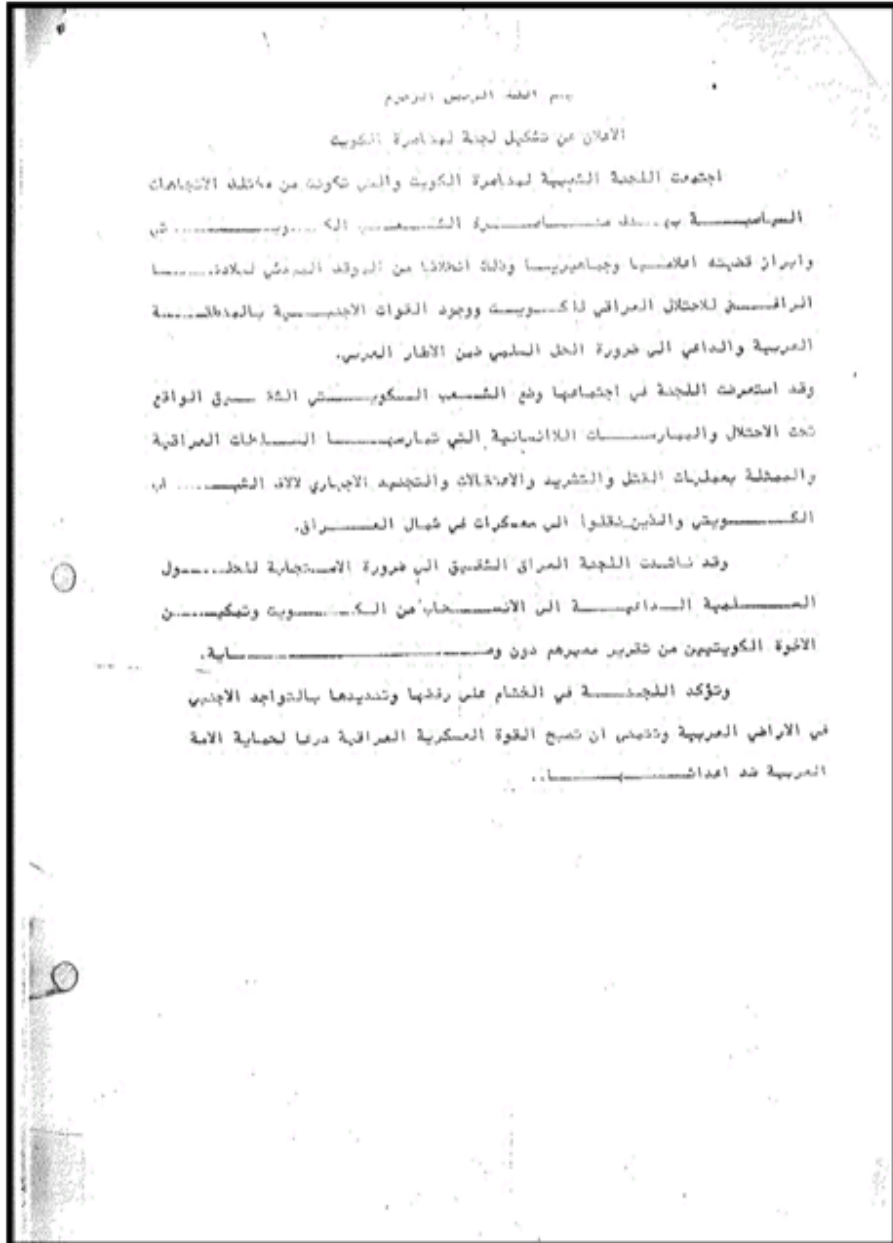 بسم الله الرحمن الرحيم
الاعلان عن تشكيل لجنة لمناصرة الكويت
اجتمعت اللجنة الشعبية لمناصرة الكويت والتي تكونت من مختلف الاتجاهات
السياسية بهدف مناصرة الشعب الكويتي
وابراز قضيته اعلاميا وجماهيريا وذلك انطلاقا من الموقف المبدئي لبلادنا
الرافض للاحتلال العراقي للكويت ووجود القوات الاجنبية بالمنطقة
العربية والداعي الى ضرورة الحل السلمي ضمن الاطار العربي.
وقد استعرضت اللجنة في اجتماعها وضع الشعب الكويتي الشقيق الواقع
تحت الاحتلال والممارسات اللاانسانية التي تمارسها السلطات العراقية
والممثلة بعمليات القتل والتشريد والاعتقالات والتجنيد الاجباري لالاف الشباب
الكويتي والذين نقلوا الى معسكرات في شمال العراق.
وقد ناشدت اللجنة العراق الشقيق الى ضرورة الاستجابة للحلول
السلمية الداعية الى الانسحاب من الكويت وتمكين
الاخوة الكويتيين من تقرير مصيرهم دون وصاية.
وتؤكد اللجنة في الختام على رفضها وتنديدها بالتواجد الاجنبي
في الاراضي العربية وتتمنى ان تصبح القوة العسكرية العراقية درعا لحماية الامة
العربية ضد اعدائها..